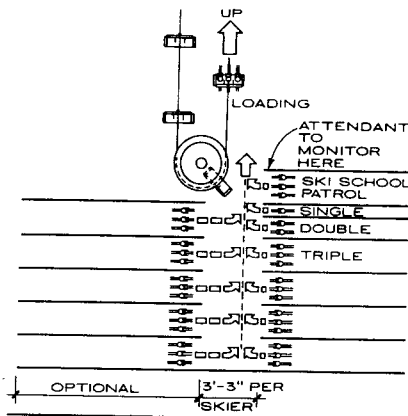 UP
LOADING
ATTENDANT
TO
MONITOR
HERE
SKI SCHOOL
PATROL
SINGLE
DOUBLE
TRIPLE
OPTIONAL
3'-3" PER
SKIER